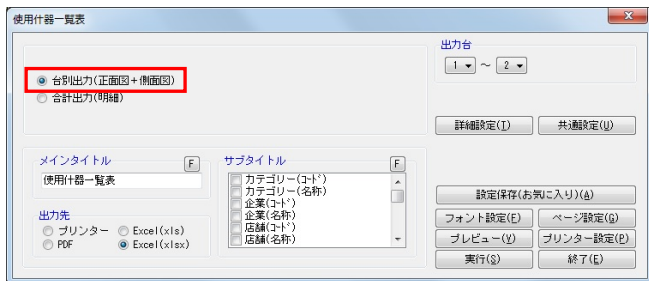 使用什器一覧表
台別出力(正面図+側面図)
合計出力(明細)
出力台
1 ～ 2
詳細設定(T) 共通設定(U)
メインタイトル F
使用什器一覧表
サブタイトル F
カテゴリー(ｺｰﾄﾞ)
カテゴリー(名称)
企業(ｺｰﾄﾞ)
企業(名称)
店舗(ｺｰﾄﾞ)
店舗(名称)
出力先
プリンター Excel(xls)
PDF Excel(xlsx)
設定保存(お気に入り)(A)
フォント設定(F) ページ設定(G)
プレビュー(Y) プリンター設定(P)
実行(S) 終了(E)